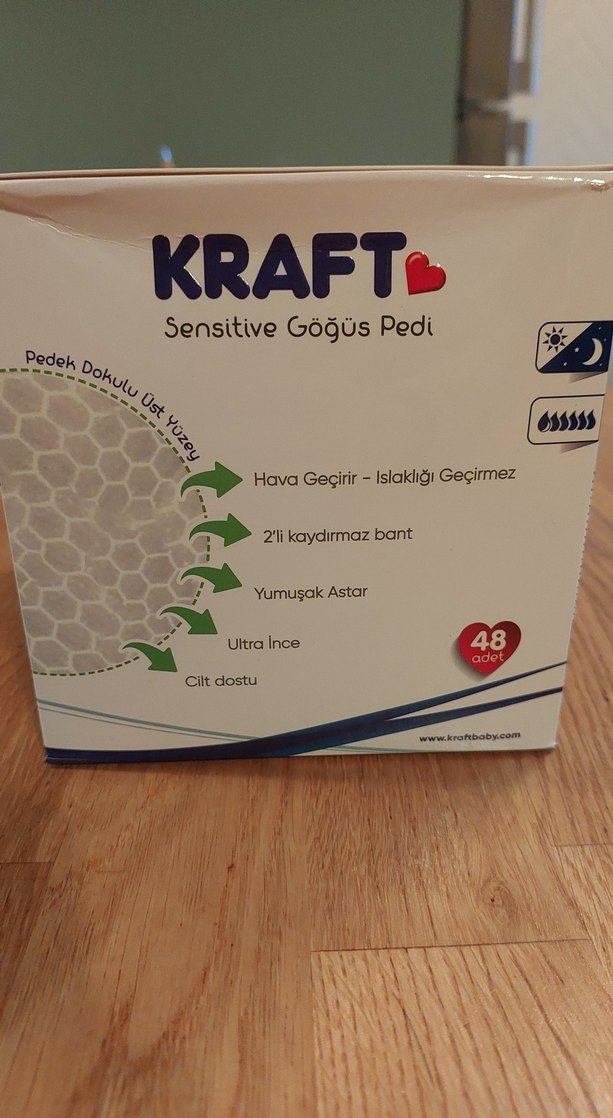 KRAFT
Sensitive Göğüs Pedi
Pedek Dokulu Üst Yüzey
Hava Geçirir - Islaklığı Geçirmez
2'li kaydırmaz bant
Yumuşak Astar
Ultra İnce
Cilt dostu
48
adet
www.kraftbaby.com